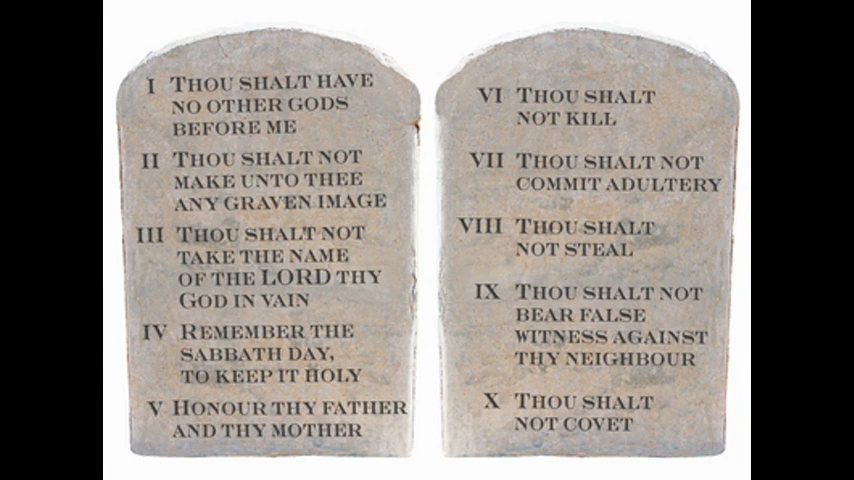 I THOU SHALT HAVE
NO OTHER GODS
BEFORE ME
II THOU SHALT NOT
MAKE UNTO THEE
ANY GRAVEN IMAGE
III THOU SHALT NOT
TAKE THE NAME
OF THE LORD THY
GOD IN VAIN
IV REMEMBER THE
SABBATH DAY,
TO KEEP IT HOLY
V HONOUR THY FATHER
AND THY MOTHER
VI THOU SHALT
NOT KILL
VII THOU SHALT NOT
COMMIT ADULTERY
VIII THOU SHALT
NOT STEAL
IX THOU SHALT NOT
BEAR FALSE
WITNESS AGAINST
THY NEIGHBOUR
X THOU SHALT
NOT COVET